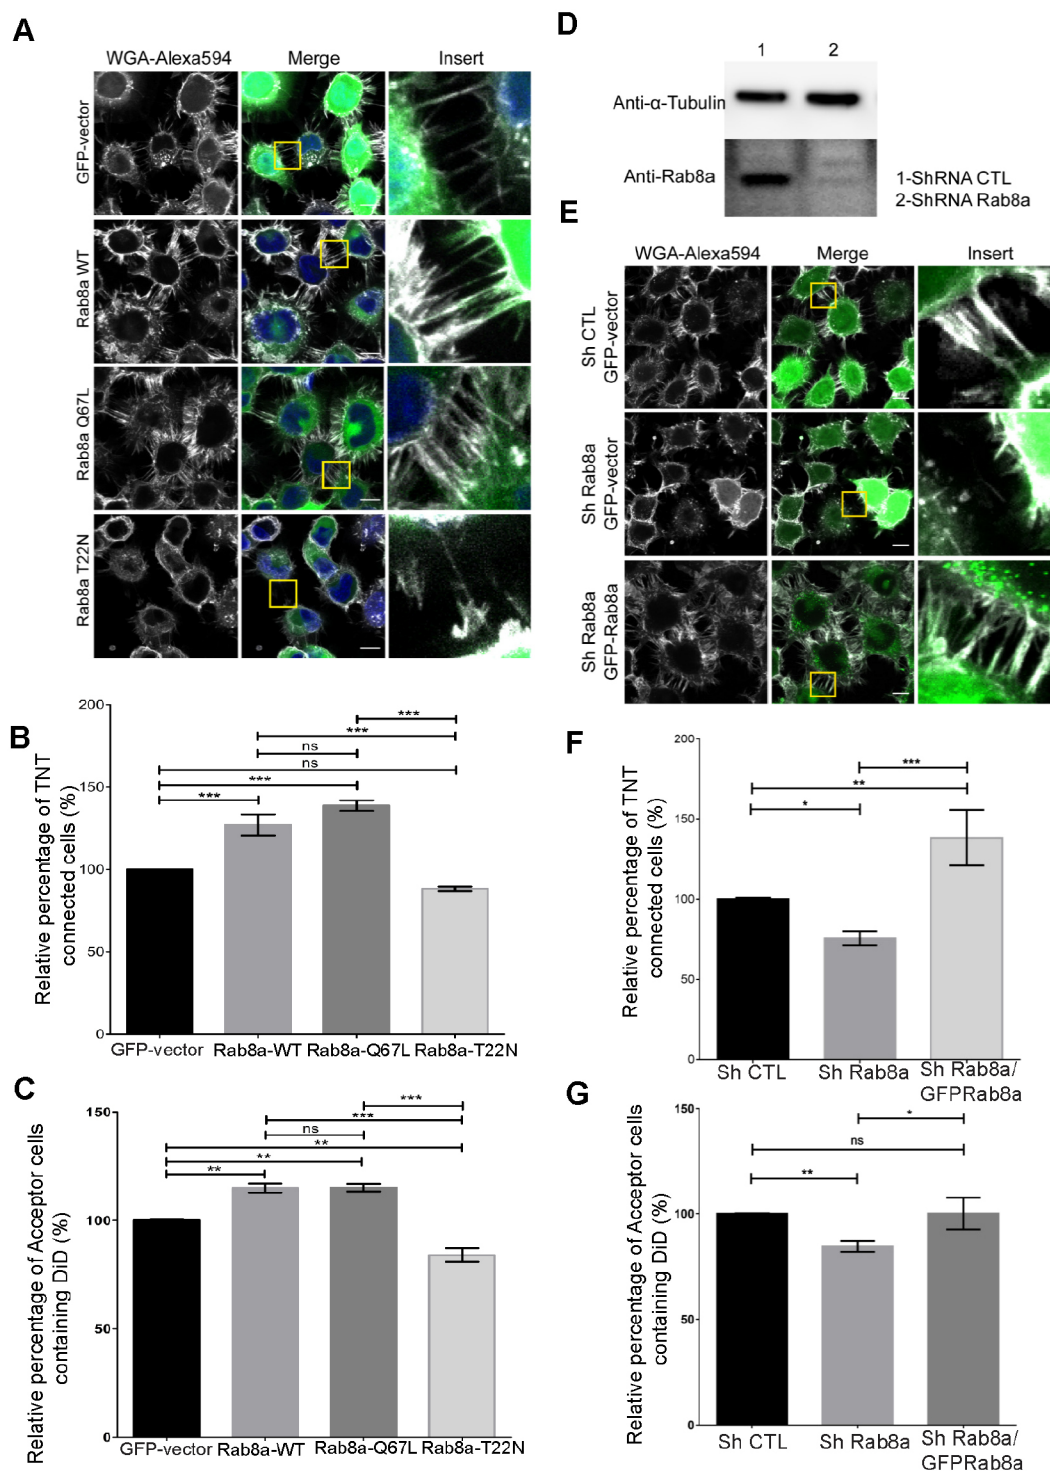 A
WGA-Alexa594 Merge Insert
GFP-vector
Rab8a WT
Rab8a Q67L
Rab8a T22N
B
Relative percentage of TNT
connected cells (%)
200
150
100
50
0
***
***
ns
ns
***
***
GFP-vector Rab8a-WT Rab8a-Q67L Rab8a-T22N
C
Relative percentage of Acceptor cells
containing DiD (%)
150
100
50
0
***
***
ns
**
**
**
GFP-vector Rab8a-WT Rab8a-Q67L Rab8a-T22N
D
1 2
Anti-α-Tubulin
Anti-Rab8a
1-ShRNA CTL
2-ShRNA Rab8a
E
WGA-Alexa594 Merge Insert
Sh CTL
GFP-vector
Sh Rab8a
GFP-vector
Sh Rab8a
GFP-Rab8a
F
Relative percentage of TNT
connected cells (%)
200
150
100
50
0
***
**
*
Sh CTL Sh Rab8a Sh Rab8a/
GFPRab8a
G
Relative percentage of Acceptor cells
containing DiD (%)
150
100
50
0
*
ns
**
Sh CTL Sh Rab8a Sh Rab8a/
GFPRab8a